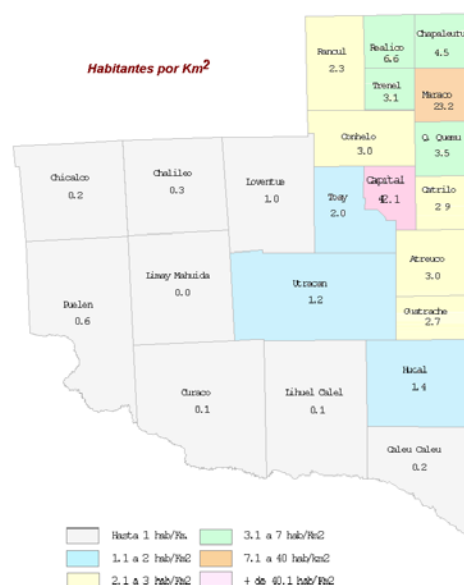 Habitantes por Km²
Rancul
2.3
Realico
6.6
Chapaleufu
4.5
Trenel
3.1
Maraco
23.2
Conhelo
3.0
Q. Quemu
3.5
Chicalco
0.2
Chalileo
0.3
Loventue
1.0
Toay
2.0
Capital
42.1
Catrilo
2 9
Puelen
0.6
Limay Mahuida
0.0
Utracan
1.2
Atreuco
3.0
Guatrache
2.7
Curaco
0.1
Lihuel Calel
0.1
Hucal
1.4
Caleu Caleu
0.2
Hasta 1 hab/Km.
3.1 a 7 hab/Km2
1.1 a 2 hab/Km2
7.1 a 40 hab/km2
2.1 a 3 hab/Km2
+ de 40.1 hab/Km2